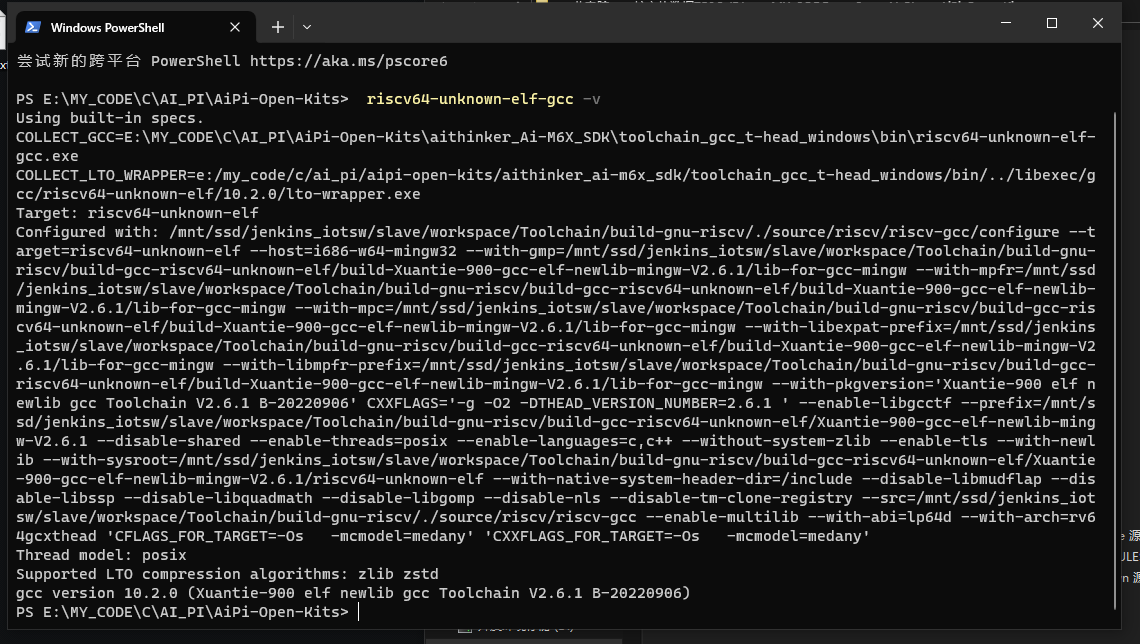 Windows PowerShell
尝试新的跨平台 PowerShell https://aka.ms/pscore6
PS E:\MY_CODE\C\AI_PI\AiPi-Open-Kits>  riscv64-unknown-elf-gcc -v
Using built-in specs.
COLLECT_GCC=E:\MY_CODE\C\AI_PI\AiPi-Open-Kits\aithinker_Ai-M6X_SDK\toolchain_gcc_t-head_windows\bin\riscv64-unknown-elf-
gcc.exe
COLLECT_LTO_WRAPPER=e:/my_code/c/ai_pi/aipi-open-kits/aithinker_ai-m6x_sdk/toolchain_gcc_t-head_windows/bin/../libexec/g
cc/riscv64-unknown-elf/10.2.0/lto-wrapper.exe
Target: riscv64-unknown-elf
Configured with: /mnt/ssd/jenkins_iotsw/slave/workspace/Toolchain/build-gnu-riscv/./source/riscv/riscv-gcc/configure --t
arget=riscv64-unknown-elf --host=i686-w64-mingw32 --with-gmp=/mnt/ssd/jenkins_iotsw/slave/workspace/Toolchain/build-gnu-
riscv/build-gcc-riscv64-unknown-elf/build-Xuantie-900-gcc-elf-newlib-mingw-V2.6.1/lib-for-gcc-mingw --with-mpfr=/mnt/ssd
/jenkins_iotsw/slave/workspace/Toolchain/build-gnu-riscv/build-gcc-riscv64-unknown-elf/build-Xuantie-900-gcc-elf-newlib-
mingw-V2.6.1/lib-for-gcc-mingw --with-mpc=/mnt/ssd/jenkins_iotsw/slave/workspace/Toolchain/build-gnu-riscv/build-gcc-ris
cv64-unknown-elf/build-Xuantie-900-gcc-elf-newlib-mingw-V2.6.1/lib-for-gcc-mingw --with-libexpat-prefix=/mnt/ssd/jenkins
_iotsw/slave/workspace/Toolchain/build-gnu-riscv/build-gcc-riscv64-unknown-elf/build-Xuantie-900-gcc-elf-newlib-mingw-V2
.6.1/lib-for-gcc-mingw --with-libmpfr-prefix=/mnt/ssd/jenkins_iotsw/slave/workspace/Toolchain/build-gnu-riscv/build-gcc-
riscv64-unknown-elf/build-Xuantie-900-gcc-elf-newlib-mingw-V2.6.1/lib-for-gcc-mingw --with-pkgversion='Xuantie-900 elf n
ewlib gcc Toolchain V2.6.1 B-20220906' CXXFLAGS='-g -O2 -DTHEAD_VERSION_NUMBER=2.6.1 ' --enable-libgcctf --prefix=/mnt/s
sd/jenkins_iotsw/slave/workspace/Toolchain/build-gnu-riscv/build-gcc-riscv64-unknown-elf/Xuantie-900-gcc-elf-newlib-ming
w-V2.6.1 --disable-shared --enable-threads=posix --enable-languages=c,c++ --without-system-zlib --enable-tls --with-newl
ib --with-sysroot=/mnt/ssd/jenkins_iotsw/slave/workspace/Toolchain/build-gnu-riscv/build-gcc-riscv64-unknown-elf/Xuantie
-900-gcc-elf-newlib-mingw-V2.6.1/riscv64-unknown-elf --with-native-system-header-dir=/include --disable-libmudflap --dis
able-libssp --disable-libquadmath --disable-libgomp --disable-nls --disable-tm-clone-registry --src=/mnt/ssd/jenkins_iot
sw/slave/workspace/Toolchain/build-gnu-riscv/./source/riscv/riscv-gcc --enable-multilib --with-abi=lp64d --with-arch=rv6
4gcxthead 'CFLAGS_FOR_TARGET=-Os   -mcmodel=medany' 'CXXFLAGS_FOR_TARGET=-Os   -mcmodel=medany'
Thread model: posix
Supported LTO compression algorithms: zlib zstd
gcc version 10.2.0 (Xuantie-900 elf newlib gcc Toolchain V2.6.1 B-20220906)
PS E:\MY_CODE\C\AI_PI\AiPi-Open-Kits>